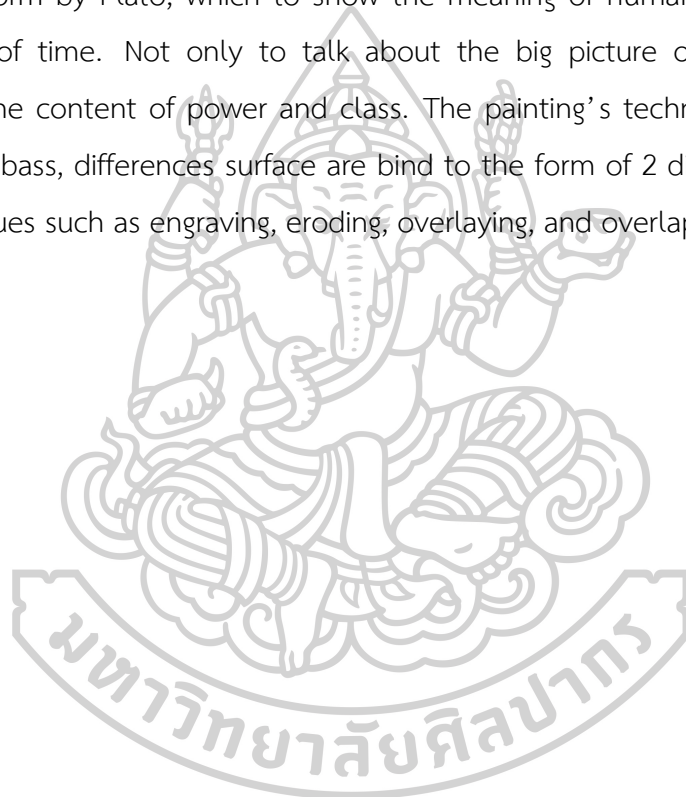 orm by Plato, which to show the meaning of human
of time. Not only to talk about the big picture o
ne content of power and class. The painting's techn
bass, differences surface are bind to the form of 2 d
ues such as engraving, eroding, overlaying, and overlap
มหาวิทยาลัยศิลปากร